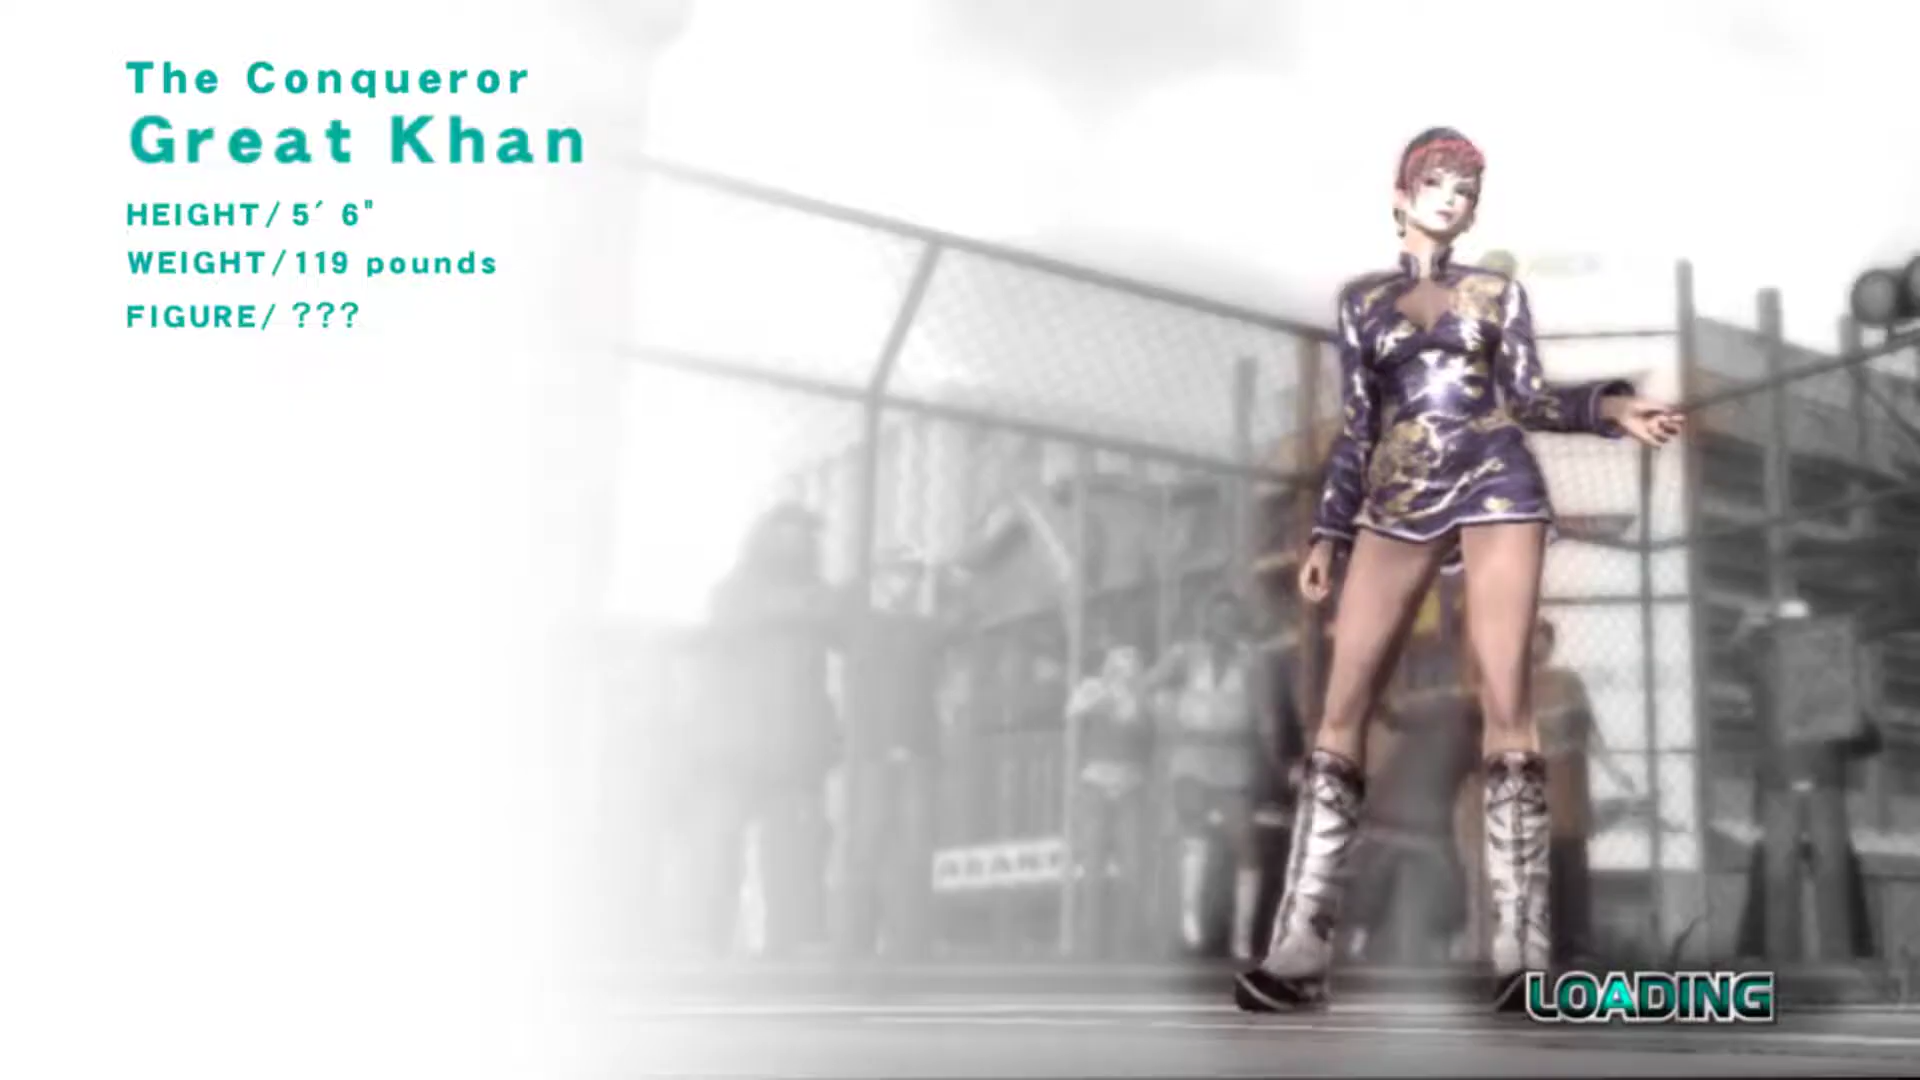 The Conqueror
Great Khan
HEIGHT/ 5′ 6"
WEIGHT/119 pounds
FIGURE/ ???
LOADING